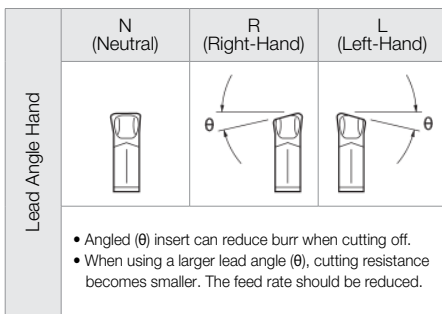 N
(Neutral)
R
(Right-Hand)
L
(Left-Hand)
Lead Angle Hand
θ
θ
• Angled (θ) insert can reduce burr when cutting off.
• When using a larger lead angle (θ), cutting resistance
becomes smaller. The feed rate should be reduced.